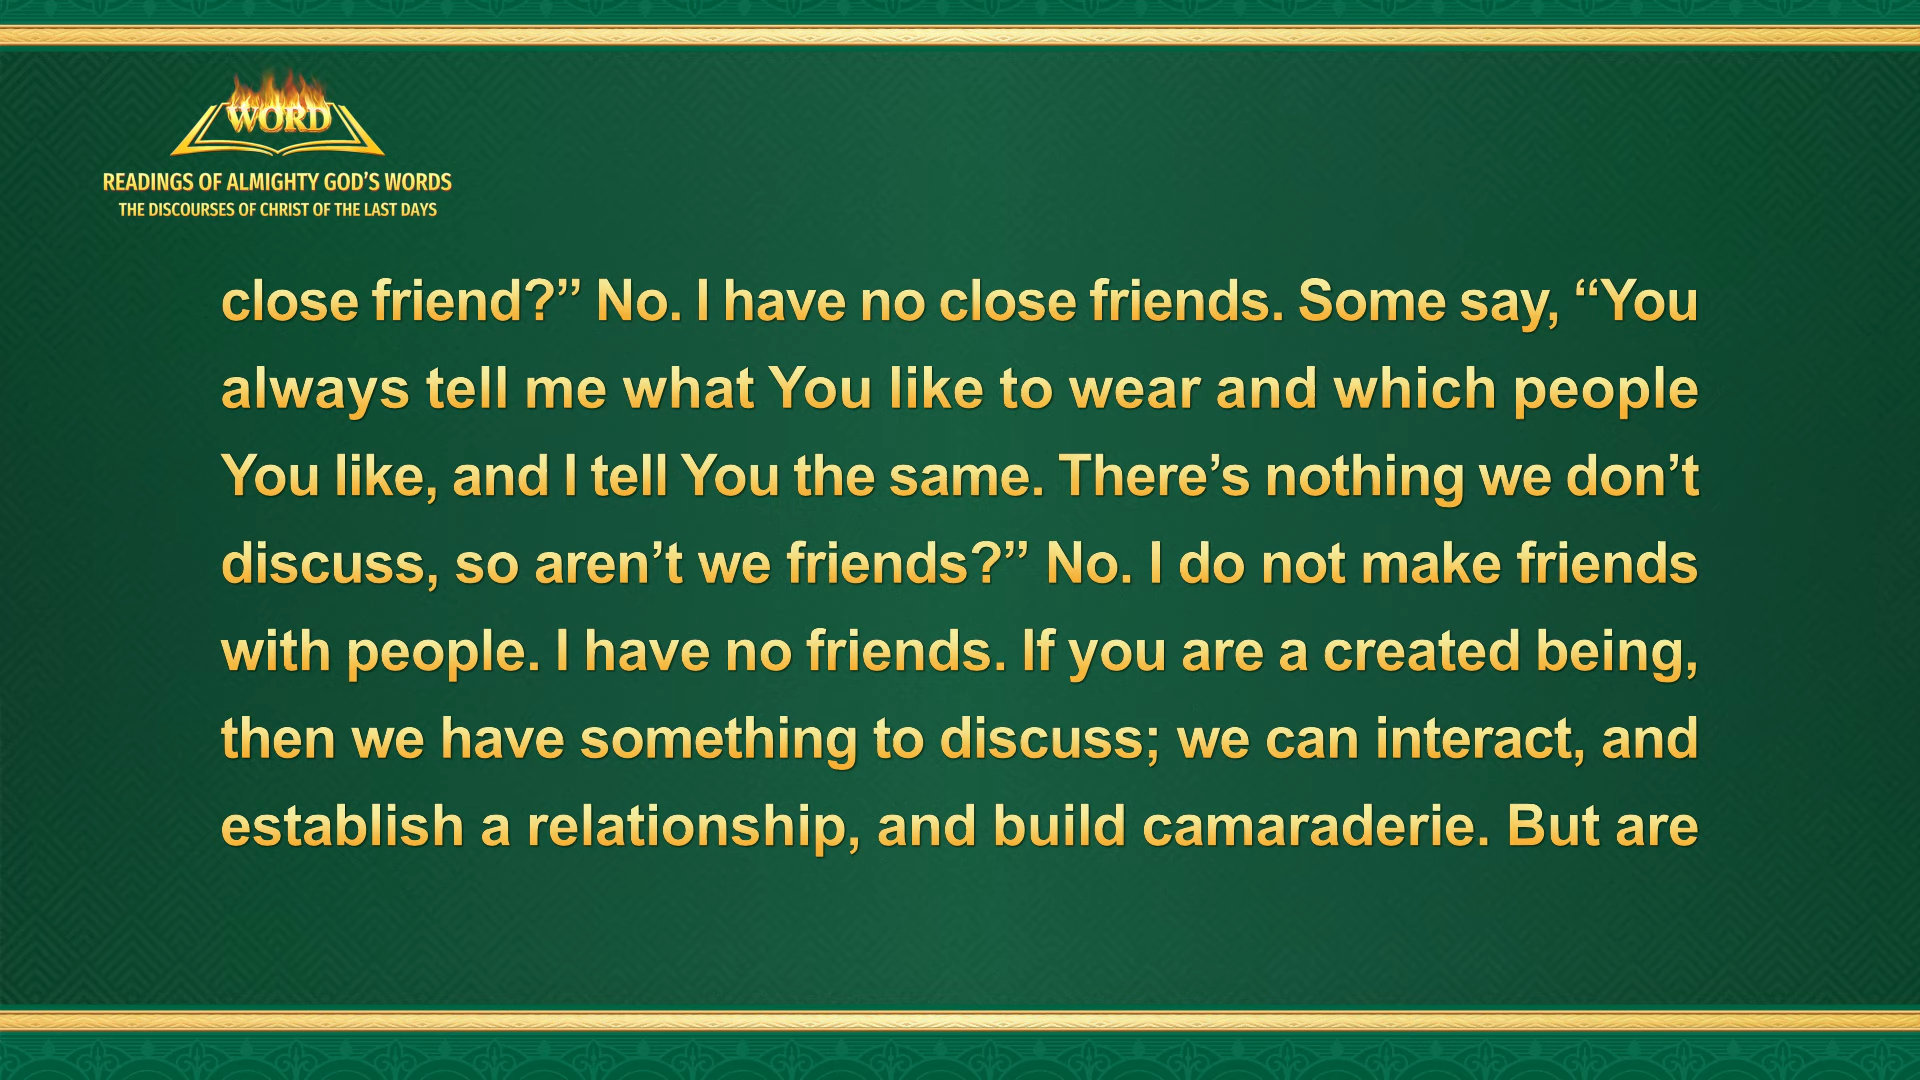 WORD
READINGS OF ALMIGHTY GOD’S WORDS
THE DISCOURSES OF CHRIST OF THE LAST DAYS
close friend?” No. I have no close friends. Some say, “You
always tell me what You like to wear and which people
You like, and I tell You the same. There’s nothing we don’t
discuss, so aren’t we friends?” No. I do not make friends
with people. I have no friends. If you are a created being,
then we have something to discuss; we can interact, and
establish a relationship, and build camaraderie. But are